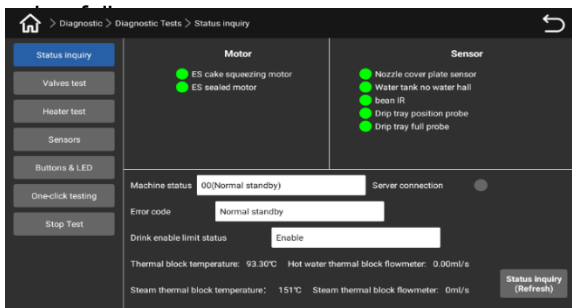 > Diagnostic > Diagnostic Tests > Status inquiry
Status inquiry
Valves test
Heater test
Sensors
Buttons & LED
One-click testing
Stop Test
Motor
ES cake squeezing motor
ES sealed motor
Sensor
Nozzle cover plate sensor
Water tank no water hall
bean IR
Drip tray position probe
Drip tray full probe
Machine status 00(Normal standby) Server connection
Error code Normal standby
Drink enable limit status Enable
Thermal block temperature: 93.30℃ Hot water thermal block flowmeter: 0.00ml/s
Steam thermal block temperature: 151℃ Steam thermal block flowmeter: 0ml/s
Status inquiry
(Refresh)